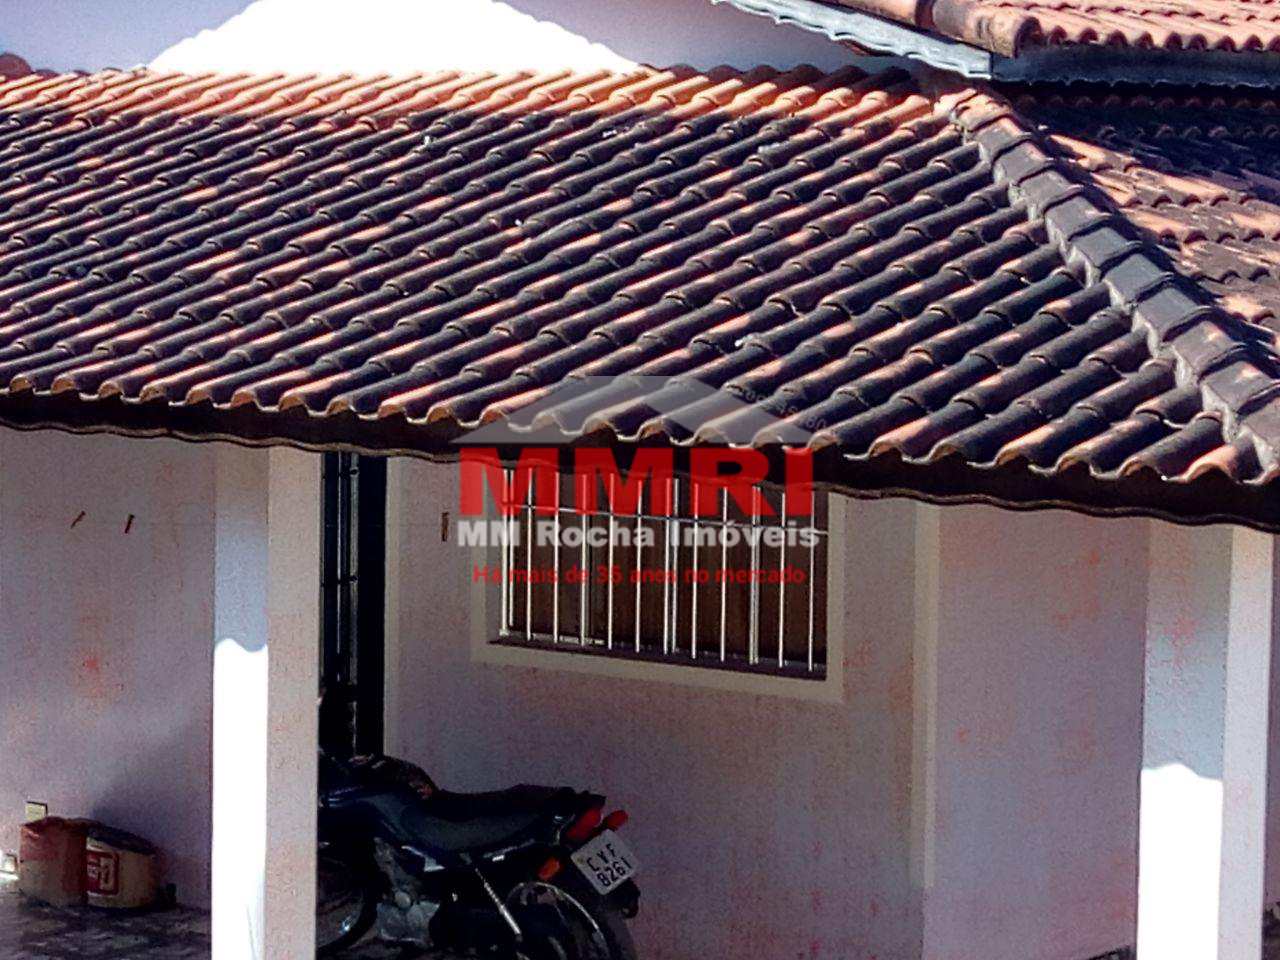 MMRI
MM Rocha Imóveis
Há mais de 35 anos no mercado
CVF
8261